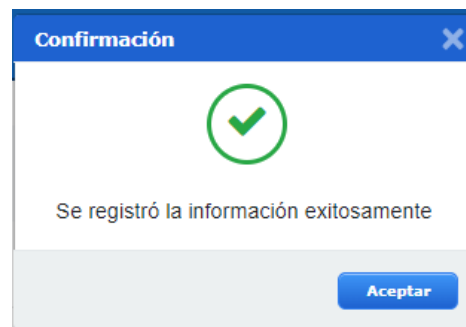 Confirmación
Se registró la información exitosamente
Aceptar